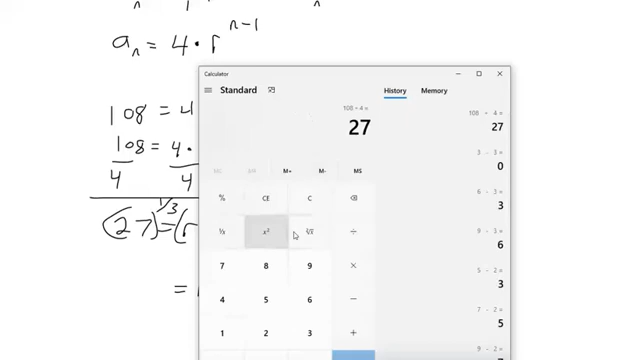 n
aₙ = 4 · r^(n-1)
108 = 4
108 = 4 ·
4 4
(27)^(1/3) = (r
=
Calculator
Standard
History Memory
108 ÷ 4 =
27
MC MR M+ M- MS
% CE C
⅟x x² ²√x ÷
7 8 9 ×
4 5 6 −
1 2 3 +
108 ÷ 4 =
27
3 - 3 =
0
6 - 3 =
3
9 - 3 =
6
5 - 2 =
3
7 - 2 =
5
9 - 2 =